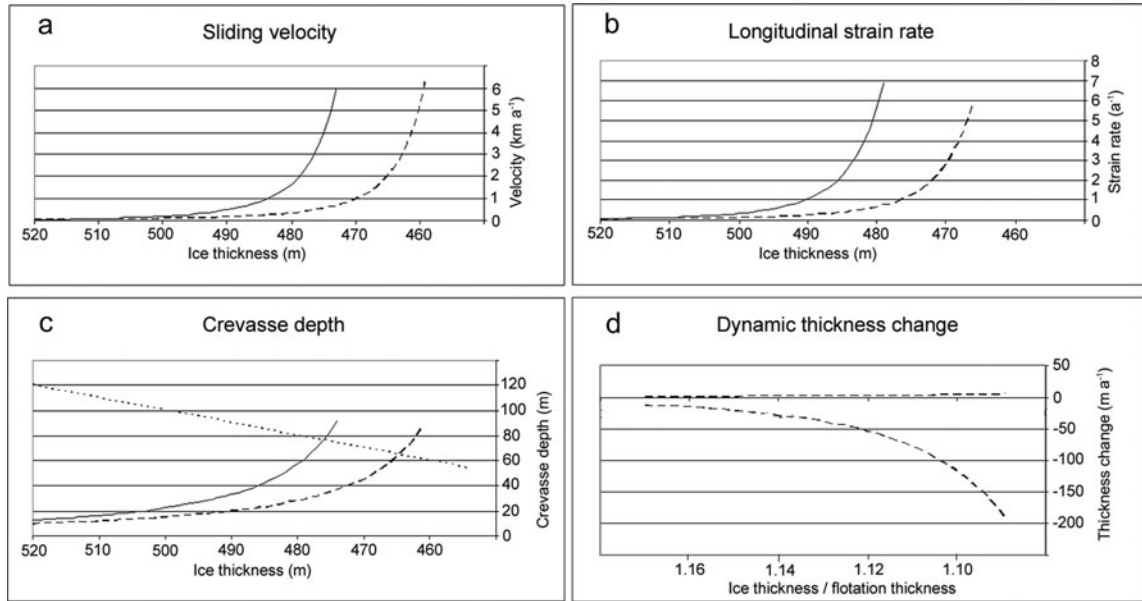 a
Sliding velocity
6
5
4
3
2
1
0
Velocity (km a⁻¹)
520 510 500 490 480 470 460
Ice thickness (m)
b
Longitudinal strain rate
8
7
6
5
4
3
2
1
0
Strain rate (a⁻¹)
520 510 500 490 480 470 460
Ice thickness (m)
c
Crevasse depth
120
100
80
60
40
20
0
Crevasse depth (m)
520 510 500 490 480 470 460
Ice thickness (m)
d
Dynamic thickness change
50
0
-50
-100
-150
-200
Thickness change (m a⁻¹)
1.16 1.14 1.12 1.10
Ice thickness / flotation thickness